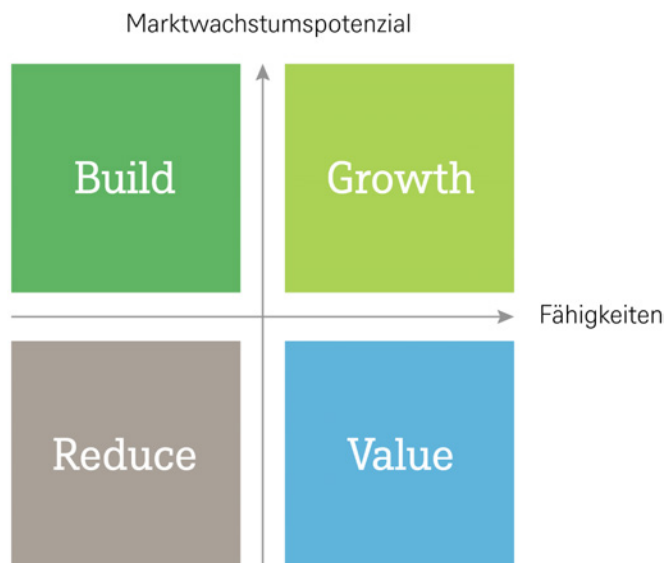 Marktwachstumspotenzial
Build
Growth
Fähigkeiten
Reduce
Value